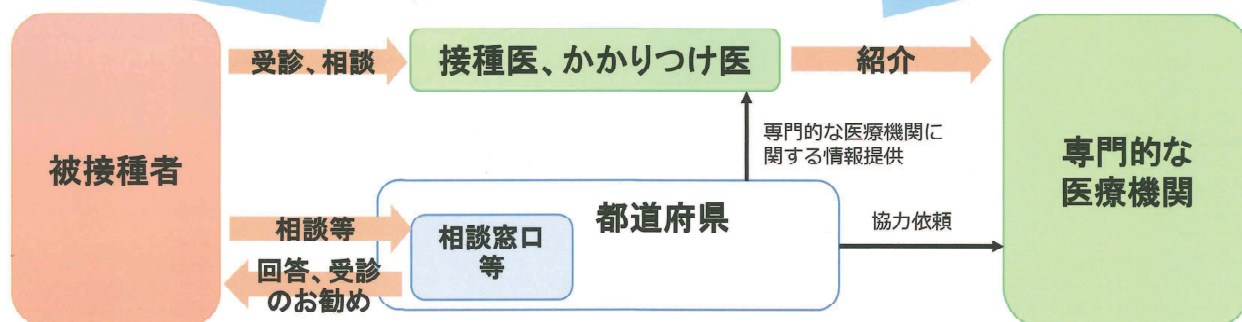 受診、相談
接種医、かかりつけ医
紹介
専門的な医療機関に
関する情報提供
被接種者
専門的な
医療機関
都道府県
相談等
相談窓口
等
協力依頼
回答、受診
のお勧め